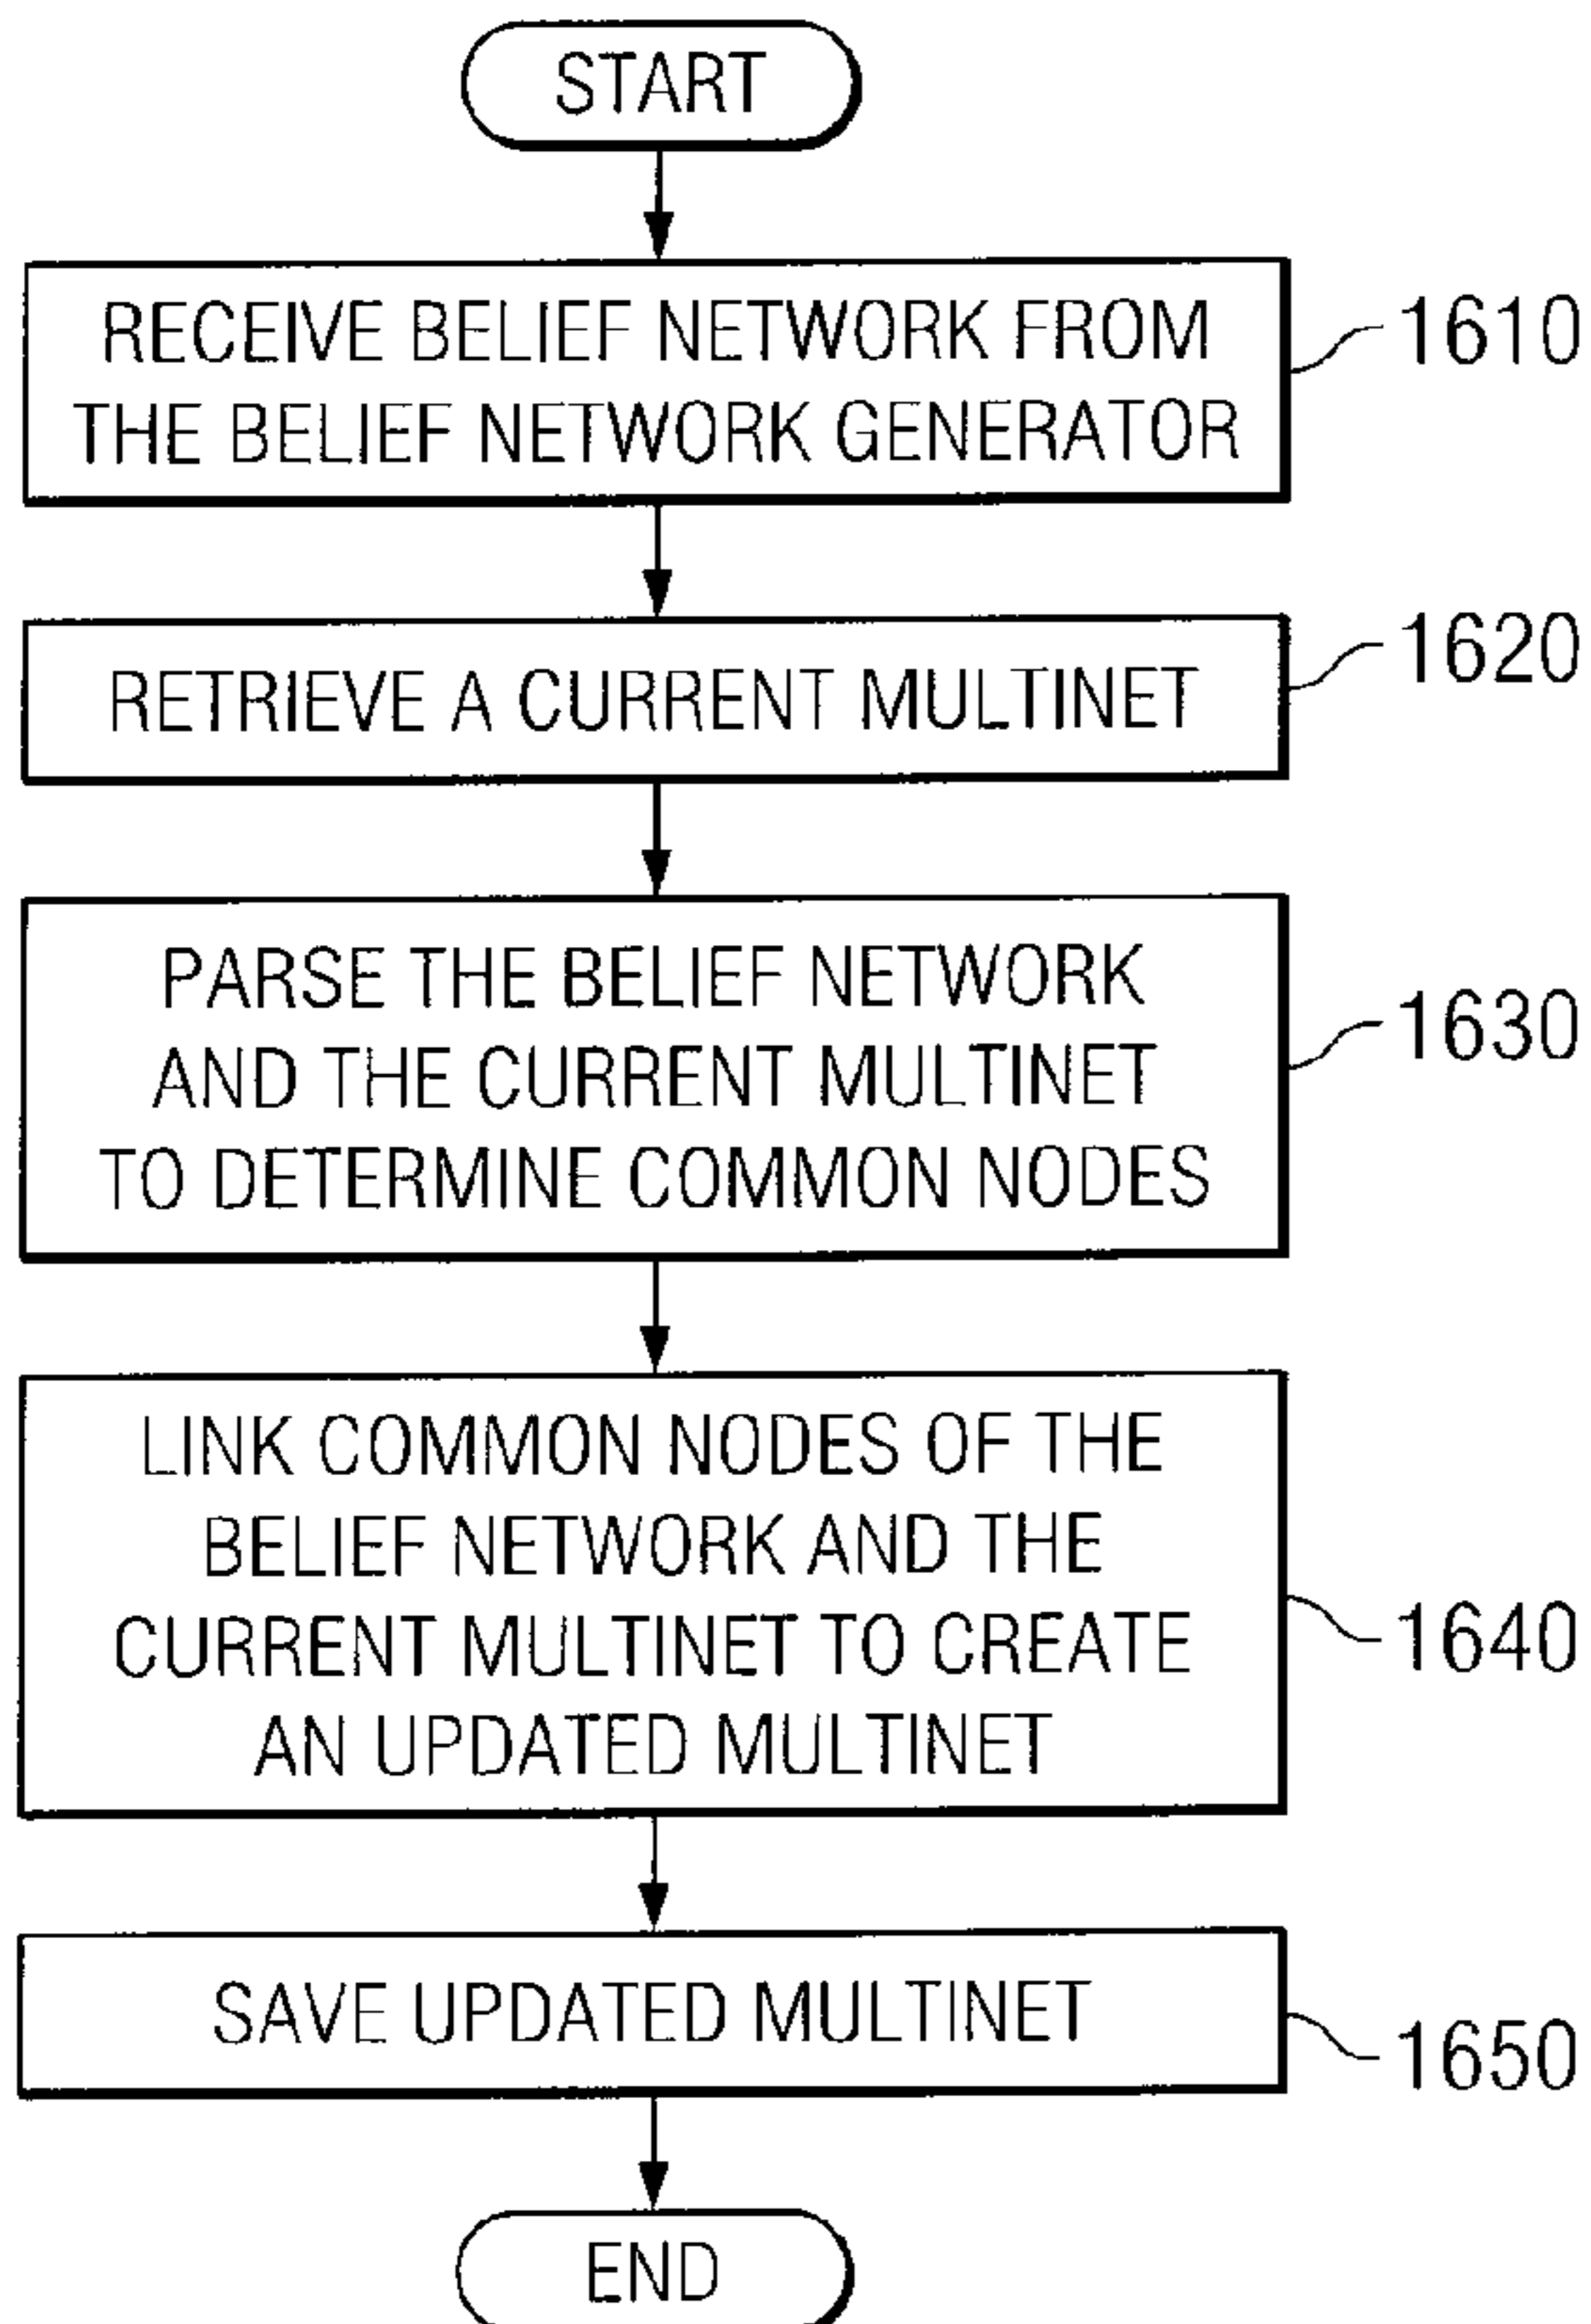 START
RECEIVE BELIEF NETWORK FROM
THE BELIEF NETWORK GENERATOR
1610
RETRIEVE A CURRENT MULTINET
1620
PARSE THE BELIEF NETWORK
AND THE CURRENT MULTINET
TO DETERMINE COMMON NODES
1630
LINK COMMON NODES OF THE
BELIEF NETWORK AND THE
CURRENT MULTINET TO CREATE
AN UPDATED MULTINET
1640
SAVE UPDATED MULTINET
1650
END